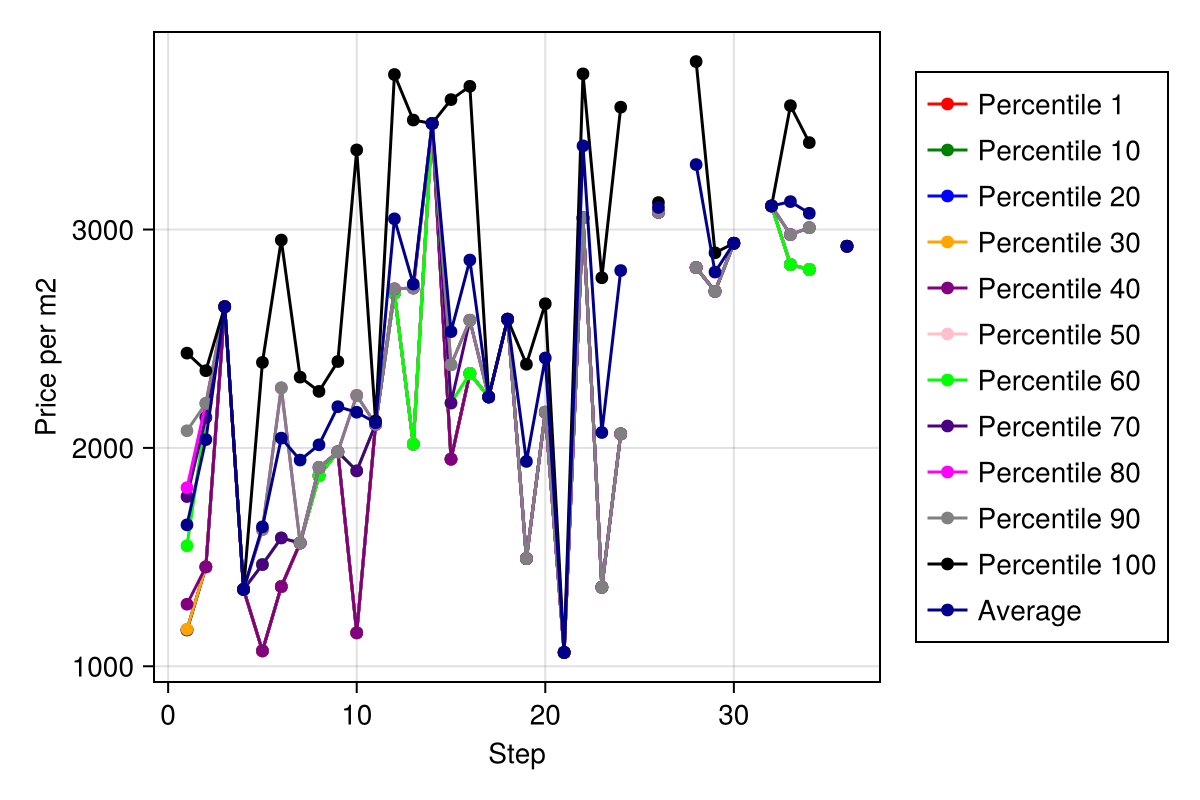 Price per m2
3000
2000
1000
0
10
20
30
Step
Percentile 1
Percentile 10
Percentile 20
Percentile 30
Percentile 40
Percentile 50
Percentile 60
Percentile 70
Percentile 80
Percentile 90
Percentile 100
Average